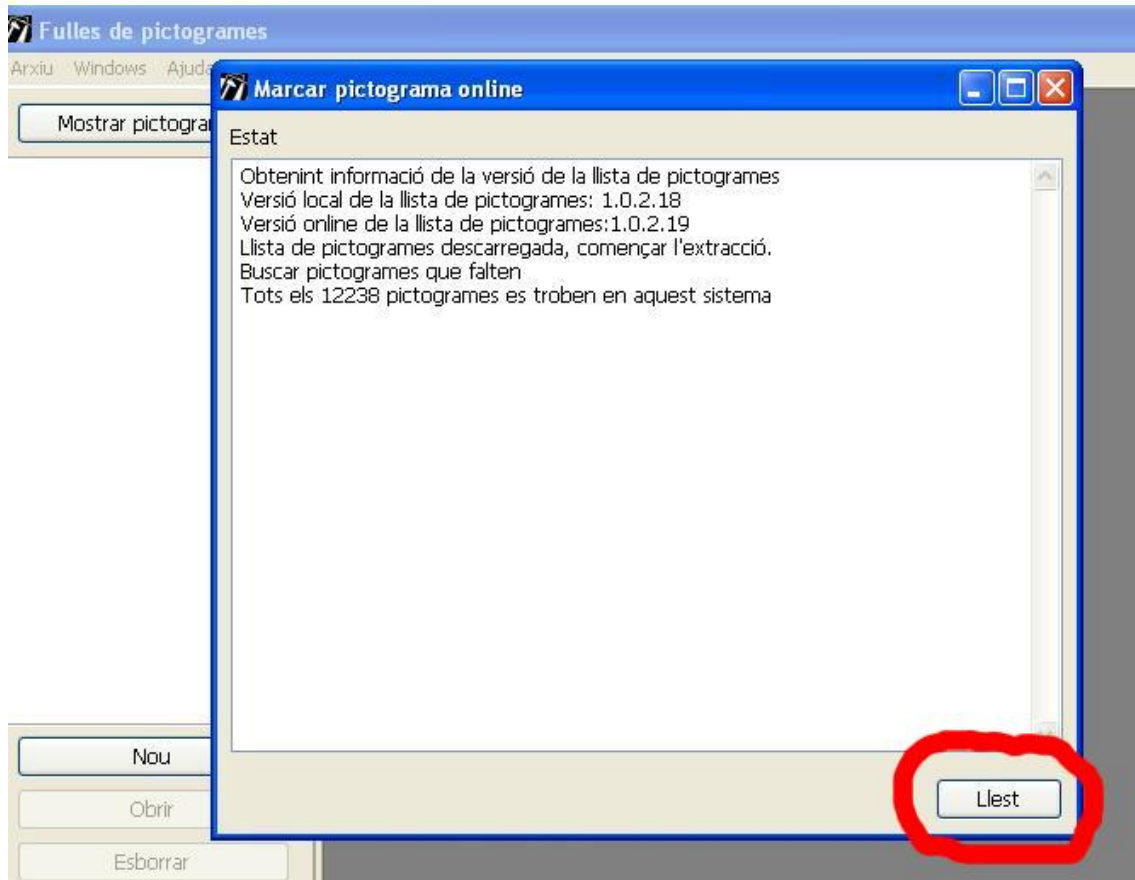 Fulles de pictogrames
Arxiu Windows Ajuda
Marcar pictograma online
Mostrar
Estat
Obtenint informació de la versió de la llista de pictogrames
Versió local de la llista de pictogrames: 1.0.2.18
Versió online de la llista de pictogrames:1.0.2.19
Llista de pictogrames descarregada, començar l'extracció.
Buscar pictogrames que falten
Tots els 12238 pictogrames es troben en aquest sistema
Nou
Obrir
Esborrar
Llest